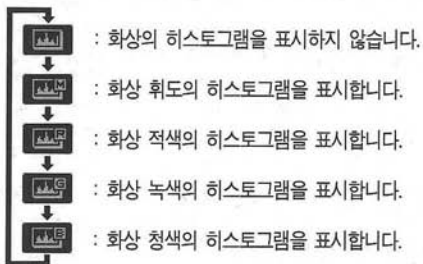 : 화상의 히스토그램을 표시하지 않습니다.
M : 화상 휘도의 히스토그램을 표시합니다.
R : 화상 적색의 히스토그램을 표시합니다.
G : 화상 녹색의 히스토그램을 표시합니다.
B : 화상 청색의 히스토그램을 표시합니다.